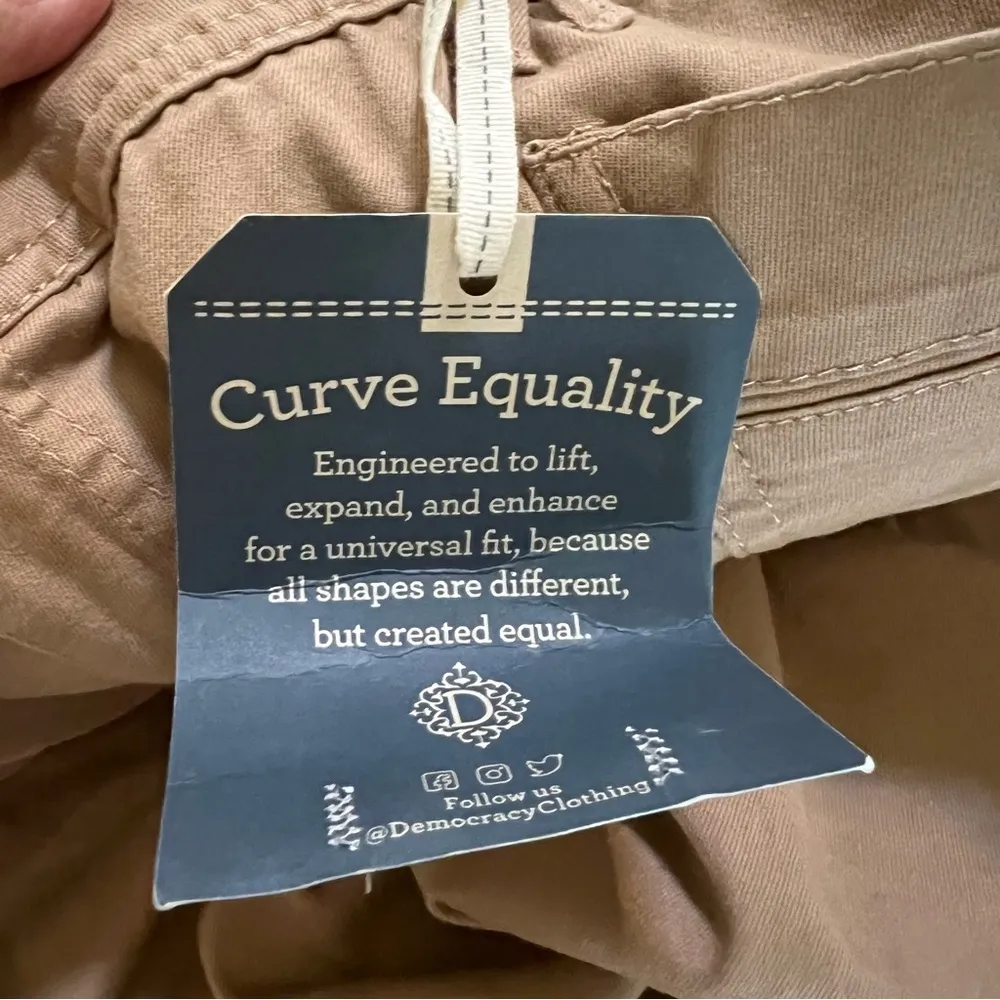 Curve Equality
Engineered to lift,
expand, and enhance
for a universal fit, because
all shapes are different,
but created equal.
D
Follow us
@DemocracyClothing